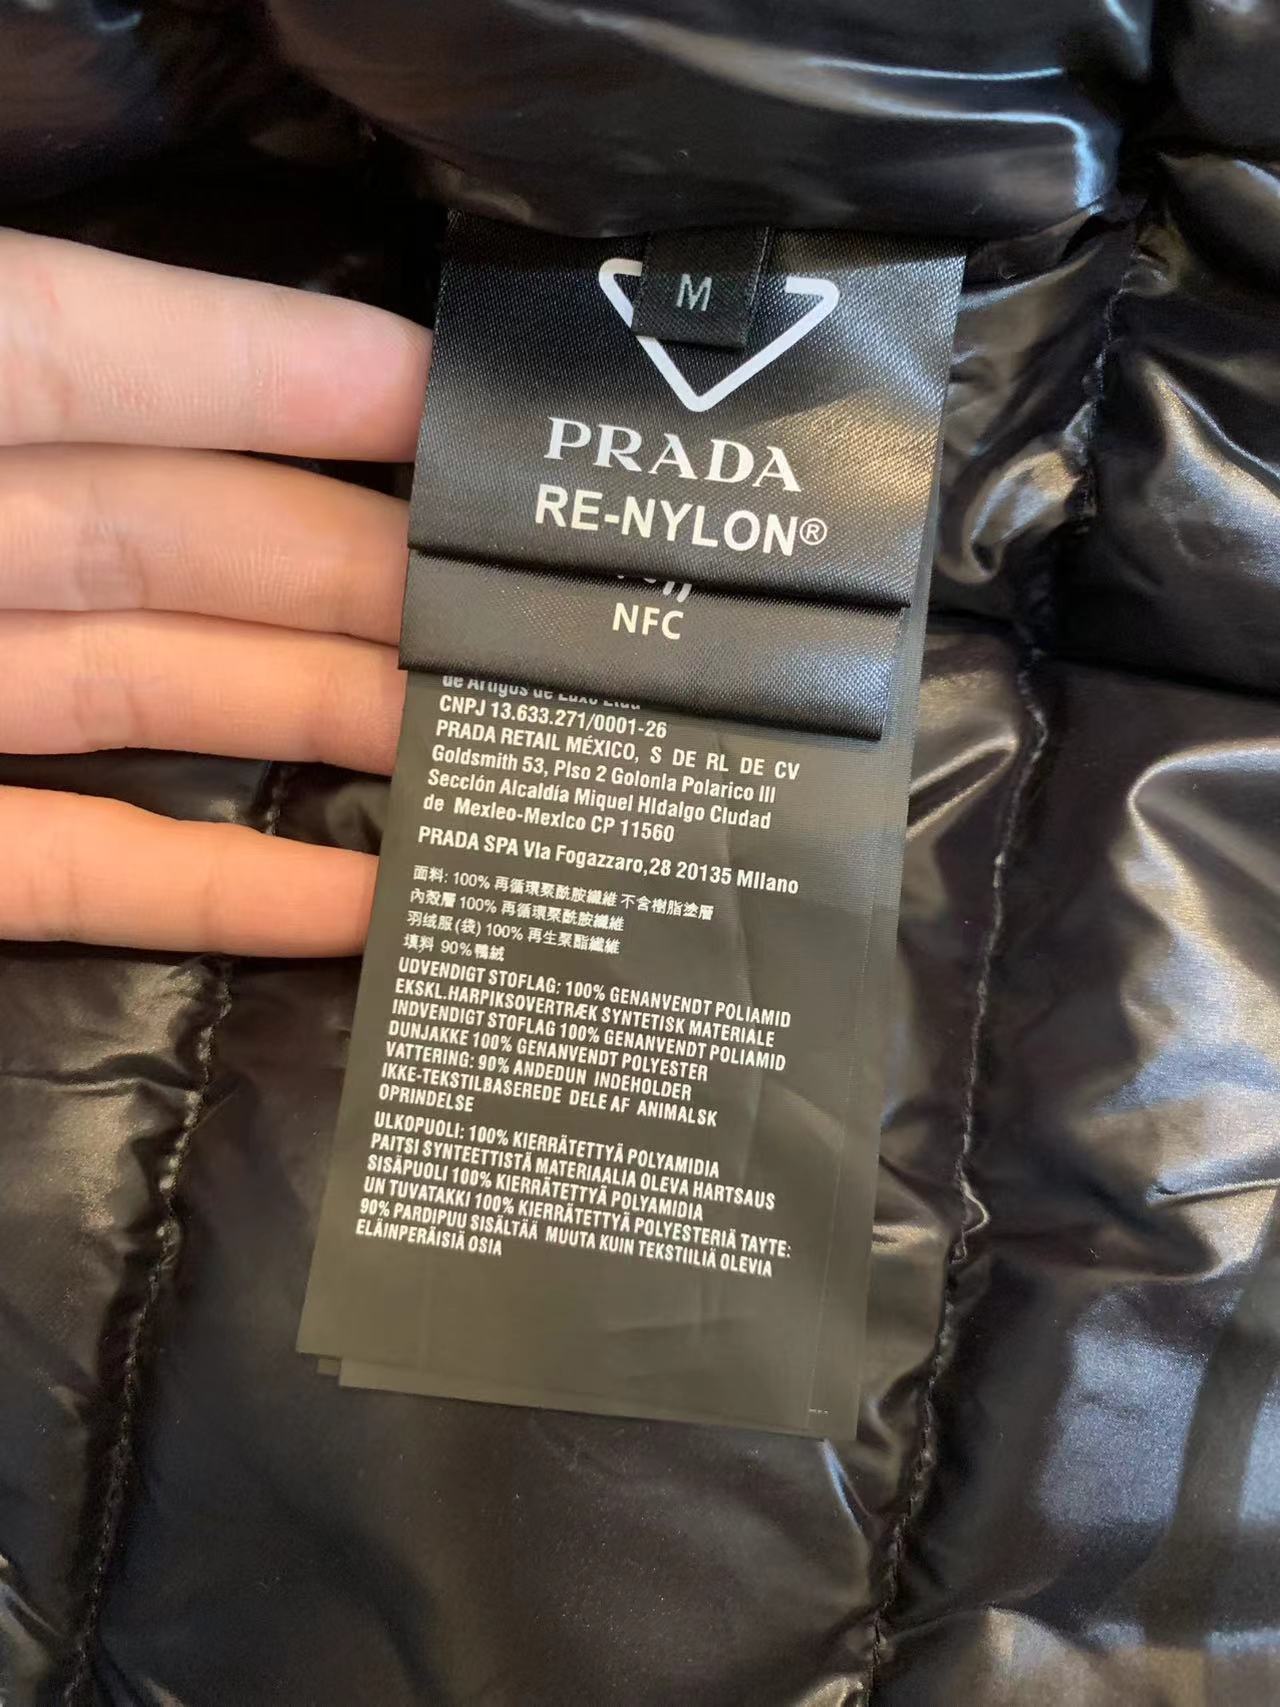 M
PRADA
RE-NYLON®
NFC
de Artigos de Luxo Ltda
CNPJ 13.633.271/0001-26
PRADA RETAIL MÉXICO, S DE RL DE CV
Goldsmith 53, PIso 2 GolonIa Polarico III
Sección Alcaldía Miquel HIdalgo CIudad
de Mexleo-MexIco CP 11560
PRADA SPA VIa Fogazzaro,28 20135 MIlano
面料: 100% 再循環聚酰胺纖維 不含樹脂塗層
內殼層 100% 再循環聚酰胺纖維
羽绒服(袋) 100% 再生聚酯纖維
填料 90%鴨絨
UDVENDIGT STOFLAG: 100% GENANVENDT POLIAMID
EKSKL.HARPIKSOVERTRÆK SYNTETISK MATERIALE
INDVENDIGT STOFLAG 100% GENANVENDT POLIAMID
DUNJAKKE 100% GENANVENDT POLYESTER
VATTERING: 90% ANDEDUN INDEHOLDER
IKKE-TEKSTILBASEREDE DELE AF ANIMALSK
OPRINDELSE
ULKOPUOLI: 100% KIERRÄTETTYÄ POLYAMIDIA
PAITSI SYNTEETTISTÄ MATERIAALIA OLEVA HARTSAUS
SISÄPUOLI 100% KIERRÄTETTYÄ POLYAMIDIA
UN TUVATAKKI 100% KIERRÄTETTYÄ POLYESTERIÄ TAYTE:
90% PARDIPUU SISÄLTÄÄ MUUTA KUIN TEKSTIILIÄ OLEVIA
ELÄINPERÄISIÄ OSIA